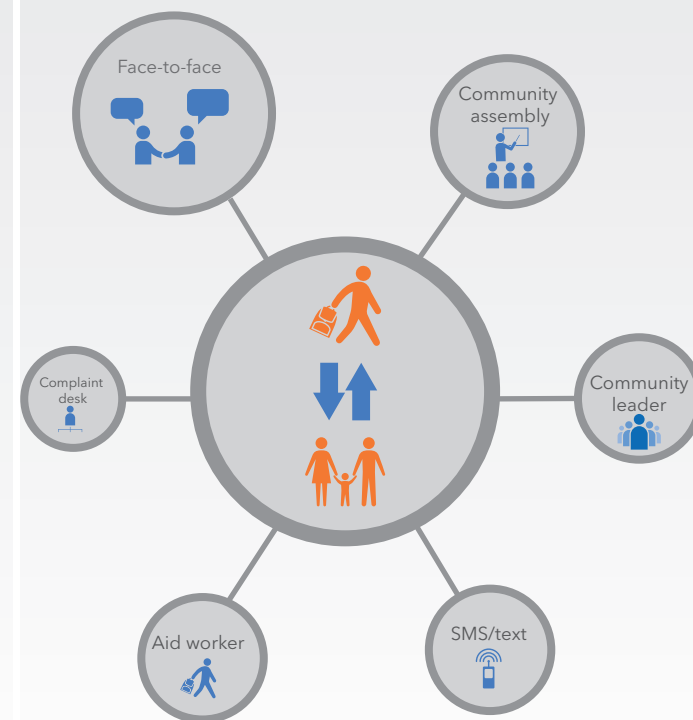 Face-to-face
Community
assembly
Complaint
desk
Community
leader
Aid worker
SMS/text